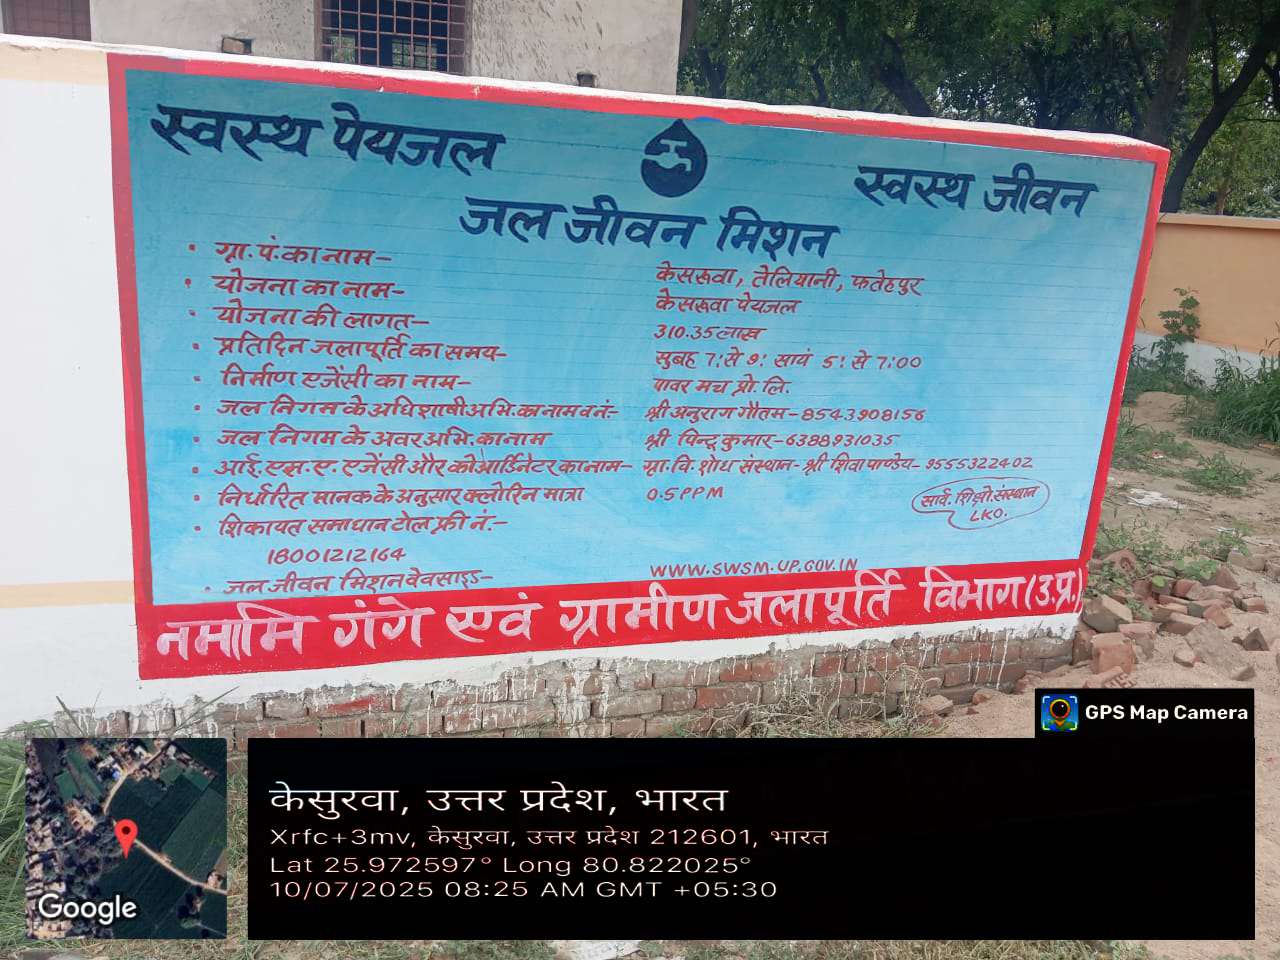 स्वस्थ पेयजल
स्वस्थ जीवन
जल जीवन मिशन
• ग्रा.पं.का नाम- केसरूवा, तेलियानी, फतेहपुर
• योजना का नाम- केसरूवा पेयजल
• योजना की लागत- 310.35 लाख
• प्रतिदिन जलापूर्ति का समय- सुबह 7: से 9: सायं 5: से 7:00
• निर्माण एजेंसी का नाम- पावर मच प्रो. लि.
• जल निगम के अधिशाषी अभि. का नाम व नं:- श्री अनुराग गौतम-8543908156
• जल निगम के अवर अभि. का नाम श्री पिन्टू कुमार-6388931035
• आई.एस.ए. एजेंसी और कोआर्डिनेटर का नाम- ग्रा.वि.शोध संस्थान-श्री शिवा पाण्डेय-9555322402
• निर्धारित मानक के अनुसार क्लोरिन मात्रा 0.5 PPM
सार्व. शिक्षो. संस्थान
LKO.
• शिकायत समाधान टोल फ्री नं.-
18001212164
• जल जीवन मिशन वेवसाइड- WWW.SWSM.UP.GOV.IN
नमामि गंगे एवं ग्रामीण जलापूर्ति विभाग (उ.प्र.)
GPS Map Camera
केसुरवा, उत्तर प्रदेश, भारत
Xrfc+3mv, केसुरवा, उत्तर प्रदेश 212601, भारत
Lat 25.972597° Long 80.822025°
10/07/2025 08:25 AM GMT +05:30
Google